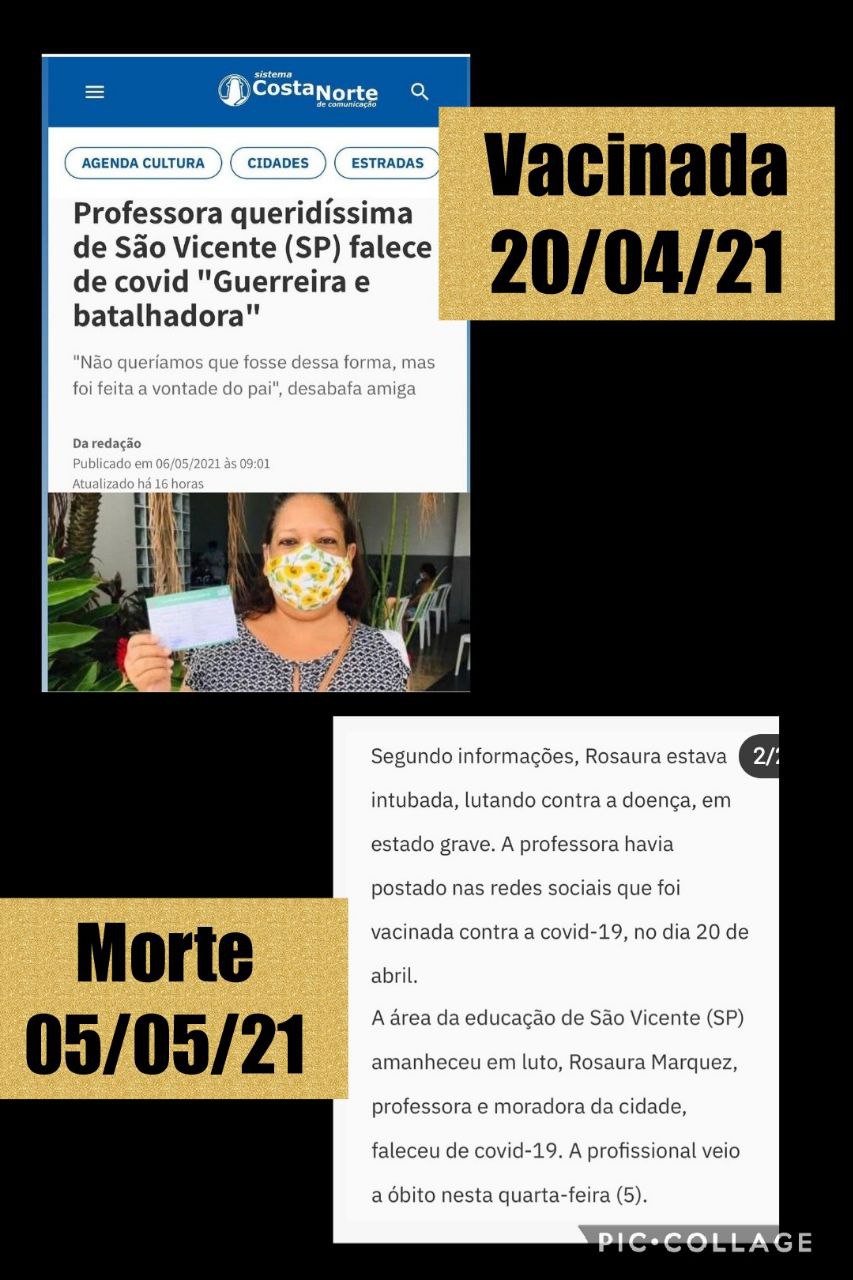 sistema
CostaNorte
de comunicação
AGENDA CULTURA
CIDADES
ESTRADAS
Professora queridíssima
de São Vicente (SP) falece
de covid "Guerreira e
batalhadora"
"Não queríamos que fosse dessa forma, mas
foi feita a vontade do pai", desabafa amiga
Da redação
Publicado em 06/05/2021 às 09:01
Atualizado há 16 horas
Vacinada
20/04/21
Segundo informações, Rosaura estava
intubada, lutando contra a doença, em
estado grave. A professora havia
postado nas redes sociais que foi
vacinada contra a covid-19, no dia 20 de
abril.
A área da educação de São Vicente (SP)
amanheceu em luto, Rosaura Marquez,
professora e moradora da cidade,
faleceu de covid-19. A profissional veio
a óbito nesta quarta-feira (5).
2/2
Morte
05/05/21
PIC•COLLAGE